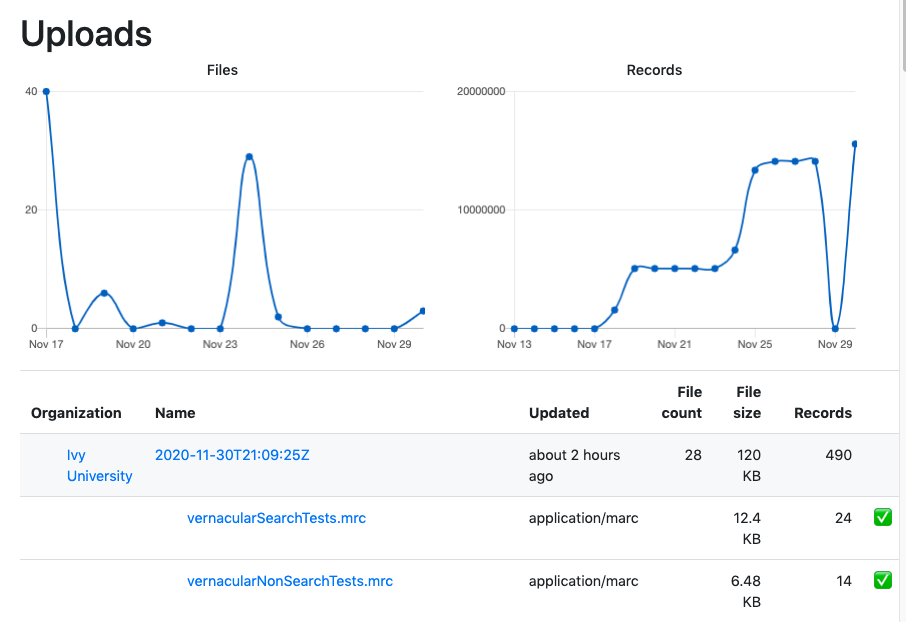 Uploads
Files
40
20
0
Nov 17 Nov 20 Nov 23 Nov 26 Nov 29
Records
20000000
10000000
0
Nov 13 Nov 17 Nov 21 Nov 25 Nov 29
Organization Name Updated File count File size Records
Ivy University 2020-11-30T21:09:25Z about 2 hours ago 28 120 KB 490
vernacularSearchTests.mrc application/marc 12.4 KB 24
vernacularNonSearchTests.mrc application/marc 6.48 KB 14